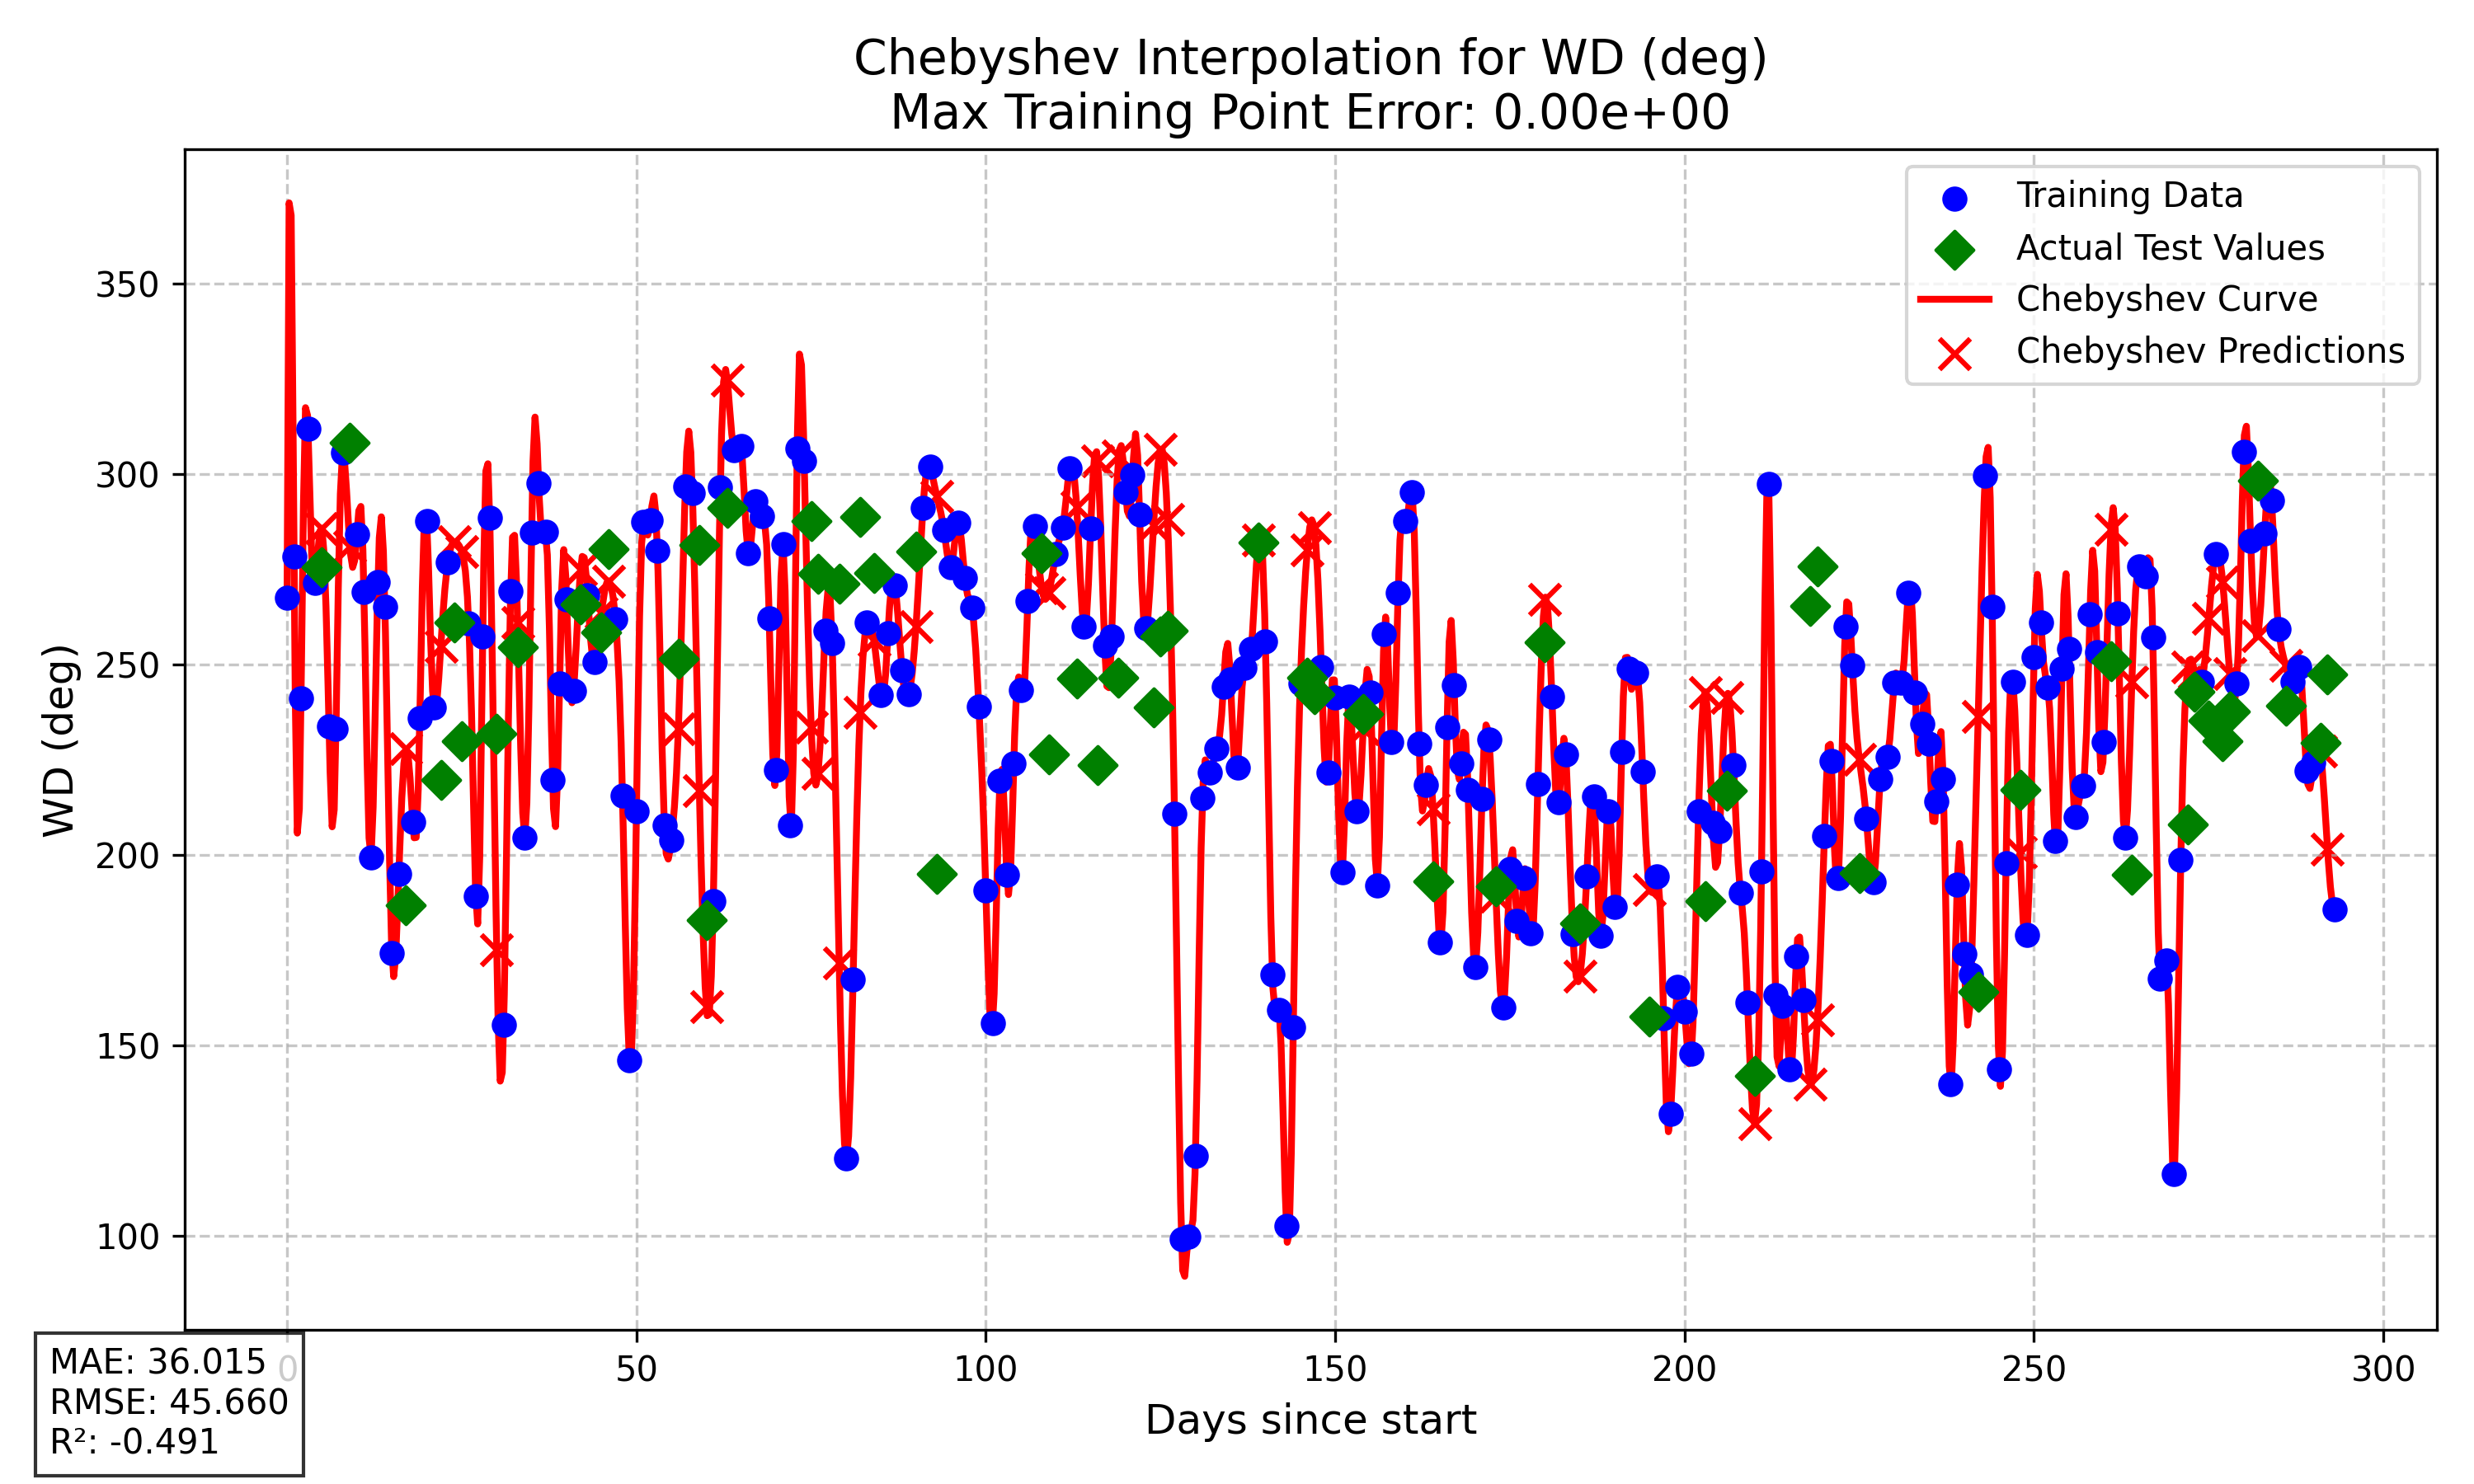 Chebyshev Interpolation for WD (deg)
Max Training Point Error: 0.00e+00
Training Data
Actual Test Values
Chebyshev Curve
Chebyshev Predictions
WD (deg)
350
300
250
200
150
100
0
50
100
150
200
250
300
Days since start
MAE: 36.015
RMSE: 45.660
R²: -0.491